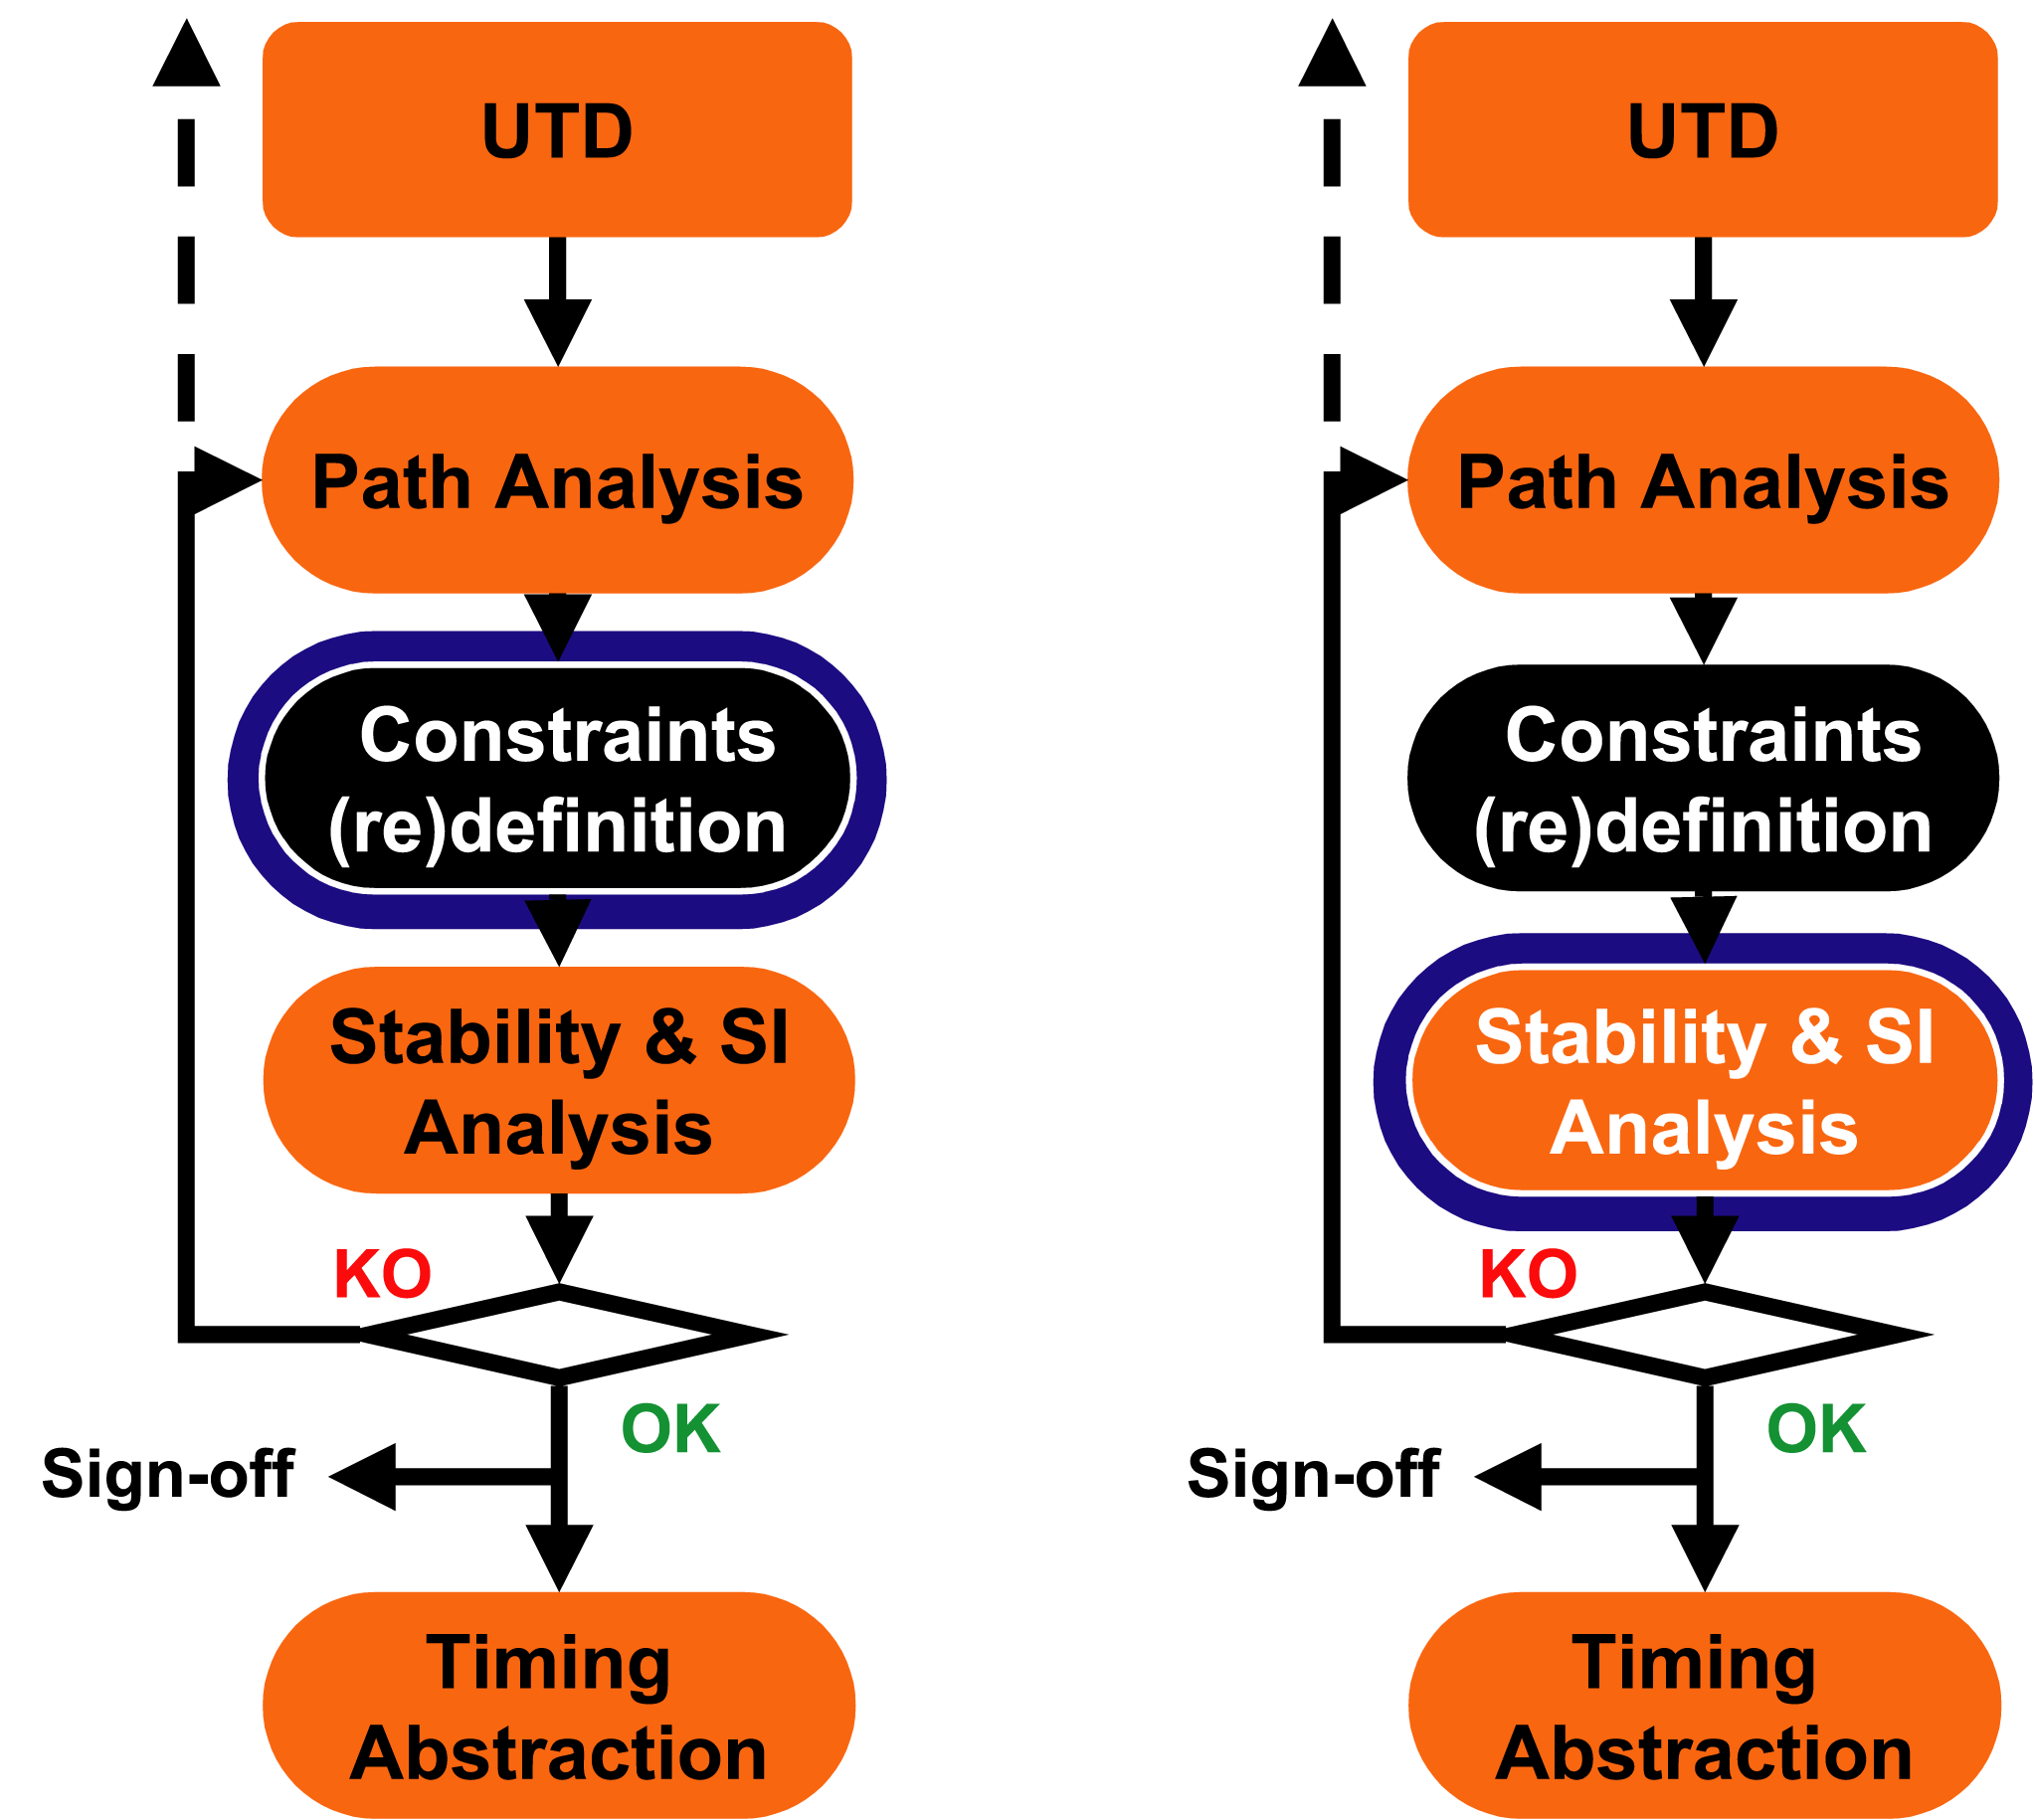 UTD
Path Analysis
Constraints
(re)definition
Stability & SI
Analysis
KO
OK
Sign-off
Timing
Abstraction
UTD
Path Analysis
Constraints
(re)definition
Stability & SI
Analysis
KO
OK
Sign-off
Timing
Abstraction